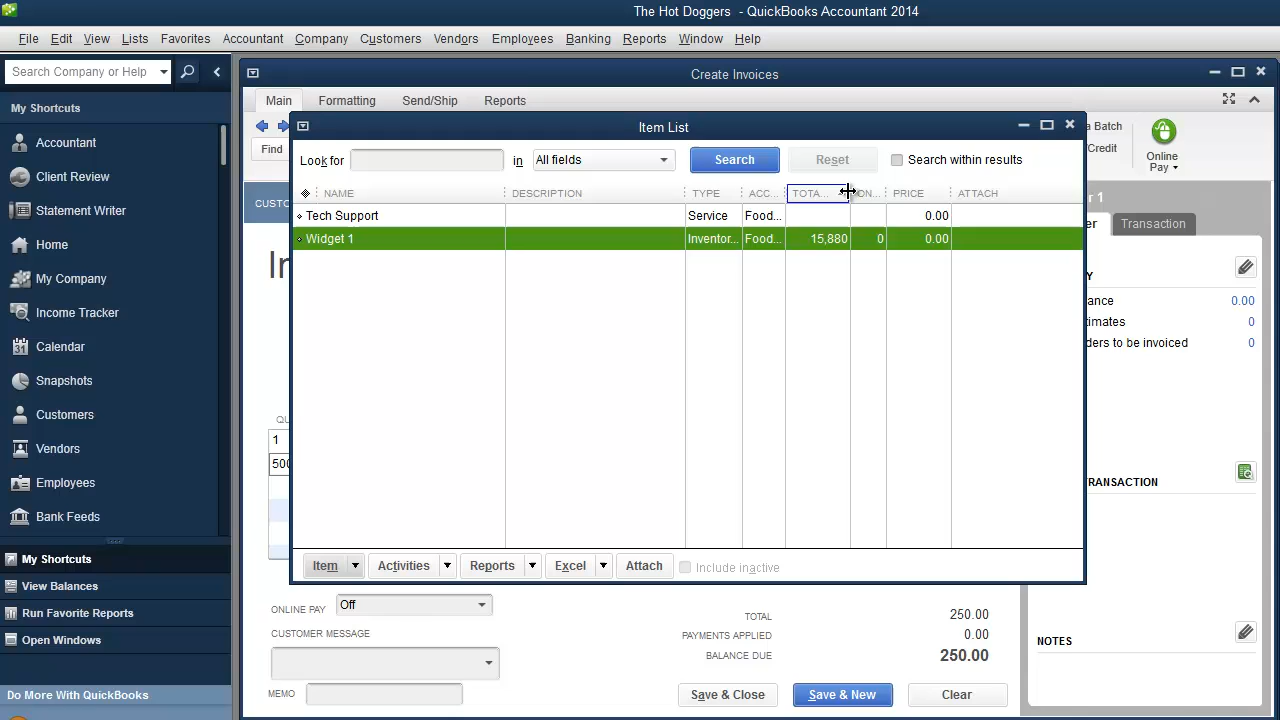 The Hot Doggers - QuickBooks Accountant 2014
File Edit View Lists Favorites Accountant Company Customers Vendors Employees Banking Reports Window Help
Search Company or Help
My Shortcuts
Accountant
Client Review
Statement Writer
Home
My Company
Income Tracker
Calendar
Snapshots
Customers
Vendors
Employees
Bank Feeds
My Shortcuts
View Balances
Run Favorite Reports
Open Windows
Do More With QuickBooks
Create Invoices
Main Formatting Send/Ship Reports
Find
a Batch
/Credit
Online
Pay
CUSTO
r 1
er Transaction
Y
ance 0.00
timates 0
ders to be invoiced 0
RANSACTION
NOTES
In
QU
1
500
Item List
Look for in All fields Search Reset Search within results
NAME DESCRIPTION TYPE ACC... TOTA... ON... PRICE ATTACH
Tech Support Service Food... 0.00
Widget 1 Inventor... Food... 15,880 0 0.00
Item Activities Reports Excel Attach Include inactive
ONLINE PAY Off
CUSTOMER MESSAGE
MEMO
TOTAL 250.00
PAYMENTS APPLIED 0.00
BALANCE DUE 250.00
Save & Close Save & New Clear